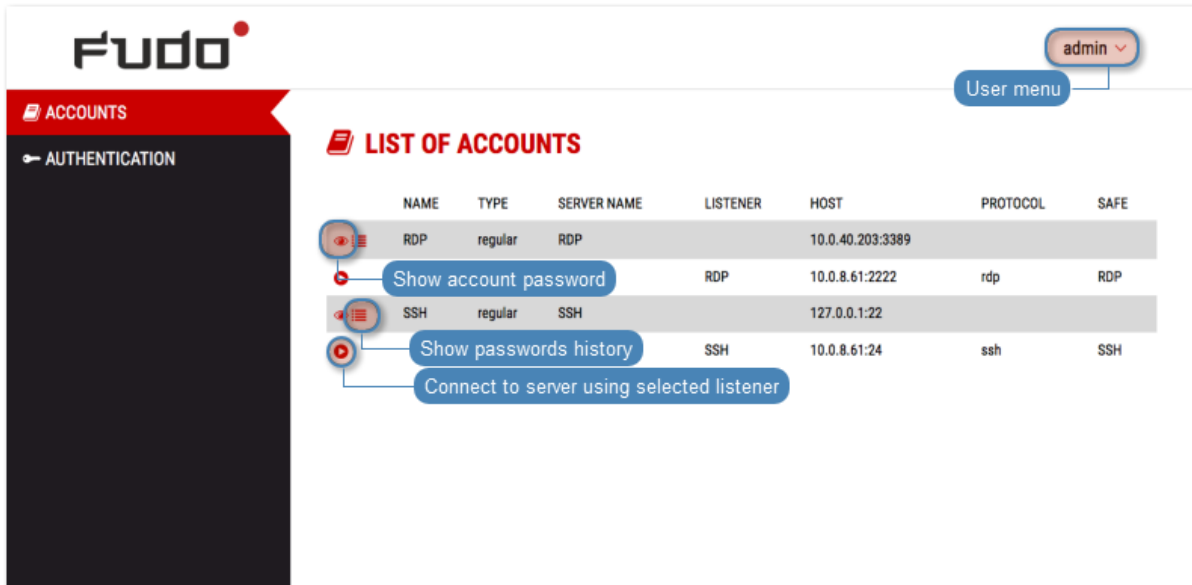 Fudo
admin
User menu
ACCOUNTS
AUTHENTICATION
LIST OF ACCOUNTS
NAME TYPE SERVER NAME LISTENER HOST PROTOCOL SAFE
RDP regular RDP 10.0.40.203:3389
Show account password
RDP 10.0.8.61:2222 rdp RDP
SSH regular SSH 127.0.0.1:22
Show passwords history
SSH 10.0.8.61:24 ssh SSH
Connect to server using selected listener